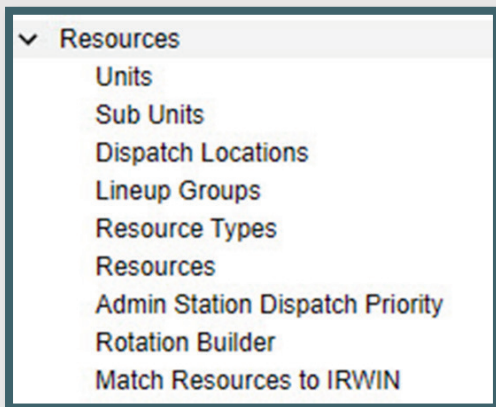 Resources
Units
Sub Units
Dispatch Locations
Lineup Groups
Resource Types
Resources
Admin Station Dispatch Priority
Rotation Builder
Match Resources to IRWIN